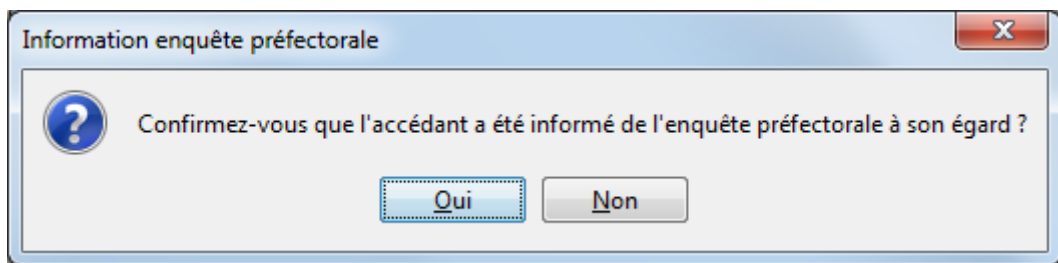 Information enquête préfectorale
Confirmez-vous que l'accédant a été informé de l'enquête préfectorale à son égard ?
Oui
Non